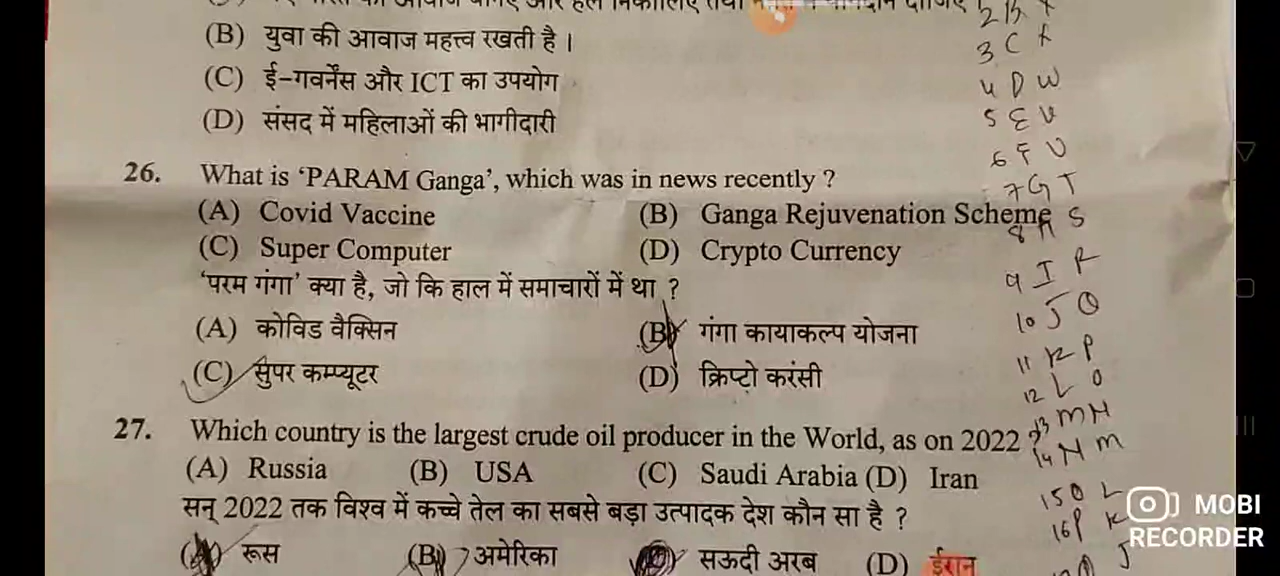 (B) युवा की आवाज महत्त्व रखती है ।
(C) ई-गवर्नेंस और ICT का उपयोग
(D) संसद में महिलाओं की भागीदारी
26. What is ‘PARAM Ganga’, which was in news recently ?
(A) Covid Vaccine (B) Ganga Rejuvenation Scheme
(C) Super Computer (D) Crypto Currency
‘परम गंगा’ क्या है, जो कि हाल में समाचारों में था ?
(A) कोविड वैक्सिन (B) गंगा कायाकल्प योजना
(C) सुपर कम्प्यूटर (D) क्रिप्टो करंसी
27. Which country is the largest crude oil producer in the World, as on 2022 ?
(A) Russia (B) USA (C) Saudi Arabia (D) Iran
सन् 2022 तक विश्व में कच्चे तेल का सबसे बड़ा उत्पादक देश कौन सा है ?
(A) रूस (B) अमेरिका (C) सऊदी अरब (D) ईरान
3 C X
4 D W
5 E V
6 F U
7 G T
8 H S
9 I R
10 J Q
11 K P
12 L O
13 M N
14 N M
15 O L
16 P K
J
MOBI
RECORDER